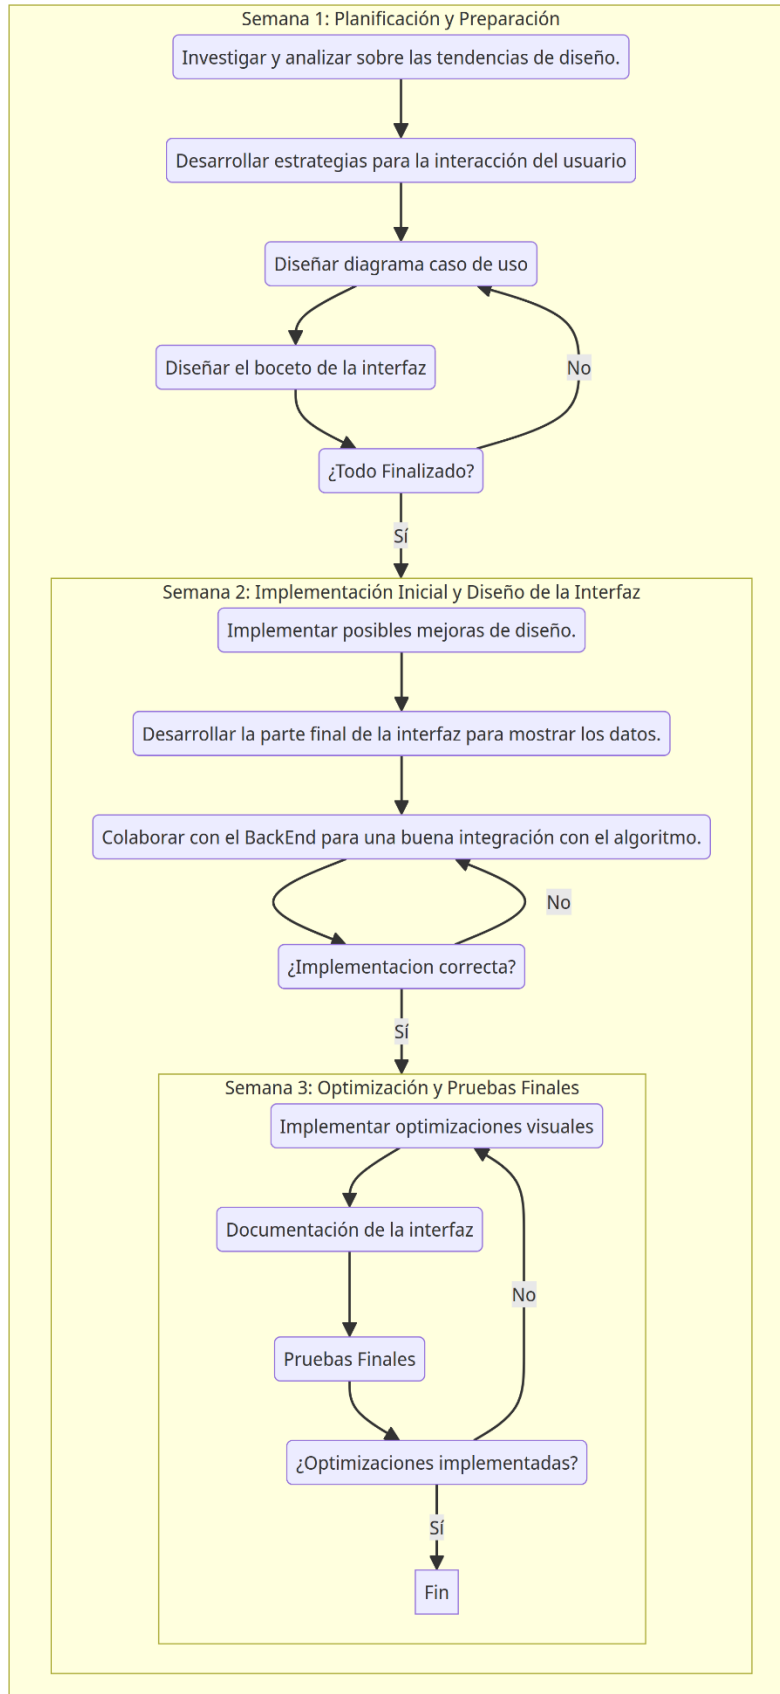 Semana 1: Planificación y Preparación
Investigar y analizar sobre las tendencias de diseño.
Desarrollar estrategias para la interacción del usuario
Diseñar diagrama caso de uso
Diseñar el boceto de la interfaz
No
¿Todo Finalizado?
Sí
Semana 2: Implementación Inicial y Diseño de la Interfaz
Implementar posibles mejoras de diseño.
Desarrollar la parte final de la interfaz para mostrar los datos.
Colaborar con el BackEnd para una buena integración con el algoritmo.
No
¿Implementacion correcta?
Sí
Semana 3: Optimización y Pruebas Finales
Implementar optimizaciones visuales
Documentación de la interfaz
No
Pruebas Finales
¿Optimizaciones implementadas?
Sí
Fin